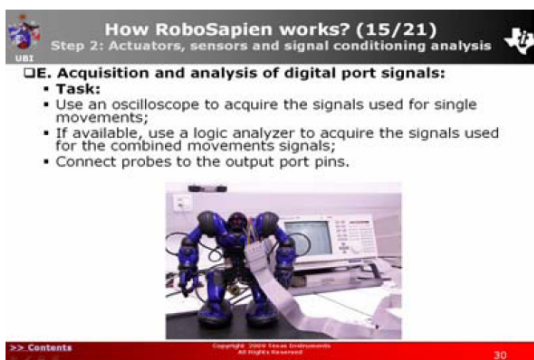 How RoboSapien works? (15/21)
Step 2: Actuators, sensors and signal conditioning analysis
UBI
❑E. Acquisition and analysis of digital port signals:
▪ Task:
▪ Use an oscilloscope to acquire the signals used for single
movements;
▪ If available, use a logic analyzer to acquire the signals used
for the combined movements signals;
▪ Connect probes to the output port pins.
>> Contents
Copyright 2009 Texas Instruments
All Rights Reserved
30